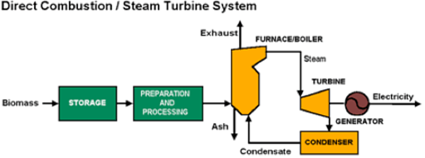 Direct Combustion / Steam Turbine System
Exhaust
FURNACE/BOILER
Steam
TURBINE
Electricity
Biomass
STORAGE
PREPARATION
AND
PROCESSING
GENERATOR
Ash
Condensate
CONDENSER